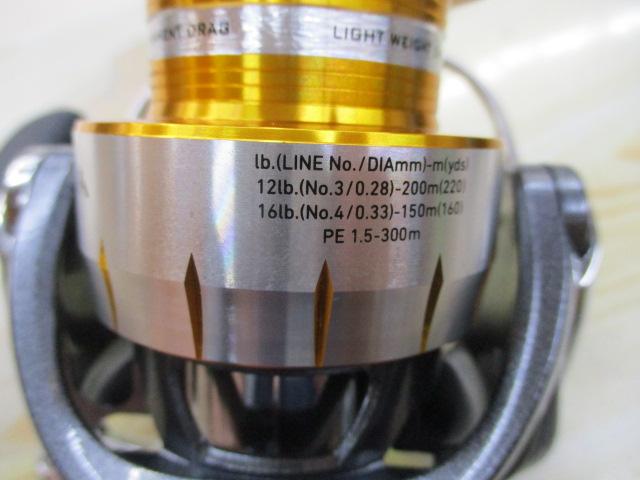 DRAG
LIGHT WEIGHT
lb.(LINE No./DIAmm)-m(yds)
12lb.(No.3/0.28)-200m(220)
16lb.(No.4/0.33)-150m(160)
PE 1.5-300m